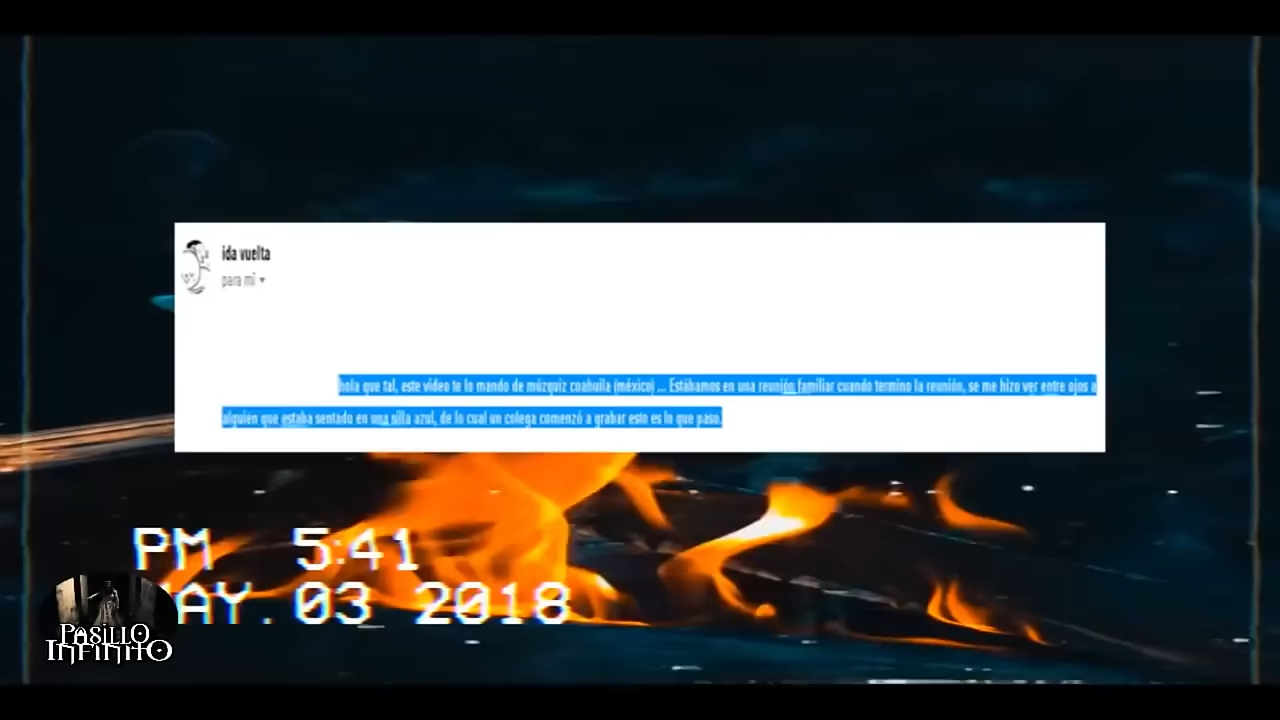 ida vuelta
para mí
hola que tal, este video te lo mando de múzquiz coahuila (méxico) ... Estábamos en una reunión familiar cuando termino la reunión, se me hizo ver entre ojos a
alguien que estaba sentado en una silla azul, de lo cual un colega comenzó a grabar esto es lo que paso.
PM 5:41
AY. 03 2018
PASILLO
INFINITO